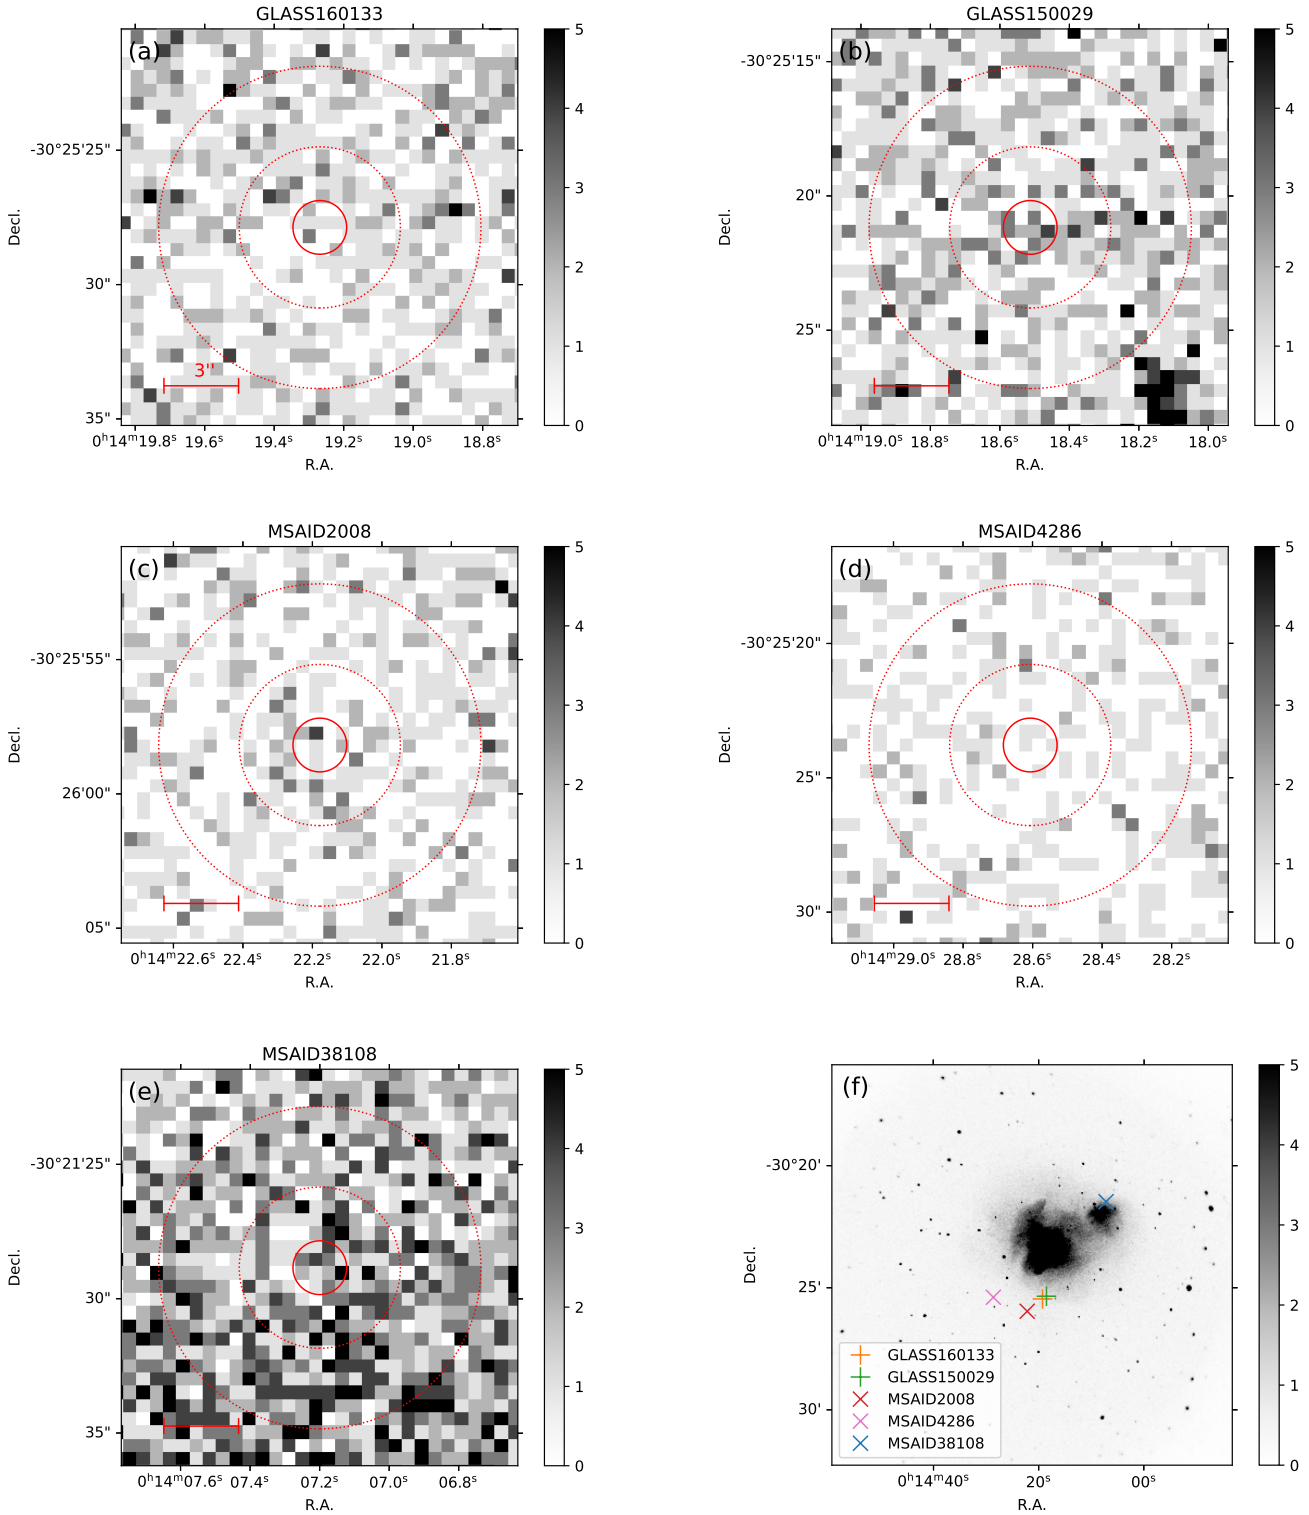 GLASS160133
(a)
5
4
3
2
1
0
-30°25'25"
30"
35"
Decl.
3''
0ʰ14ᵐ19.8ˢ 19.6ˢ 19.4ˢ 19.2ˢ 19.0ˢ 18.8ˢ
R.A.
GLASS150029
(b)
5
4
3
2
1
0
-30°25'15"
20"
25"
Decl.
0ʰ14ᵐ19.0ˢ 18.8ˢ 18.6ˢ 18.4ˢ 18.2ˢ 18.0ˢ
R.A.
MSAID2008
(c)
5
4
3
2
1
0
-30°25'55"
26'00"
05"
Decl.
0ʰ14ᵐ22.6ˢ 22.4ˢ 22.2ˢ 22.0ˢ 21.8ˢ
R.A.
MSAID4286
(d)
5
4
3
2
1
0
-30°25'20"
25"
30"
Decl.
0ʰ14ᵐ29.0ˢ 28.8ˢ 28.6ˢ 28.4ˢ 28.2ˢ
R.A.
MSAID38108
(e)
5
4
3
2
1
0
-30°21'25"
30"
35"
Decl.
0ʰ14ᵐ07.6ˢ 07.4ˢ 07.2ˢ 07.0ˢ 06.8ˢ
R.A.
(f)
5
4
3
2
1
0
-30°20'
25'
30'
Decl.
GLASS160133
GLASS150029
MSAID2008
MSAID4286
MSAID38108
0ʰ14ᵐ40ˢ 20ˢ 00ˢ
R.A.